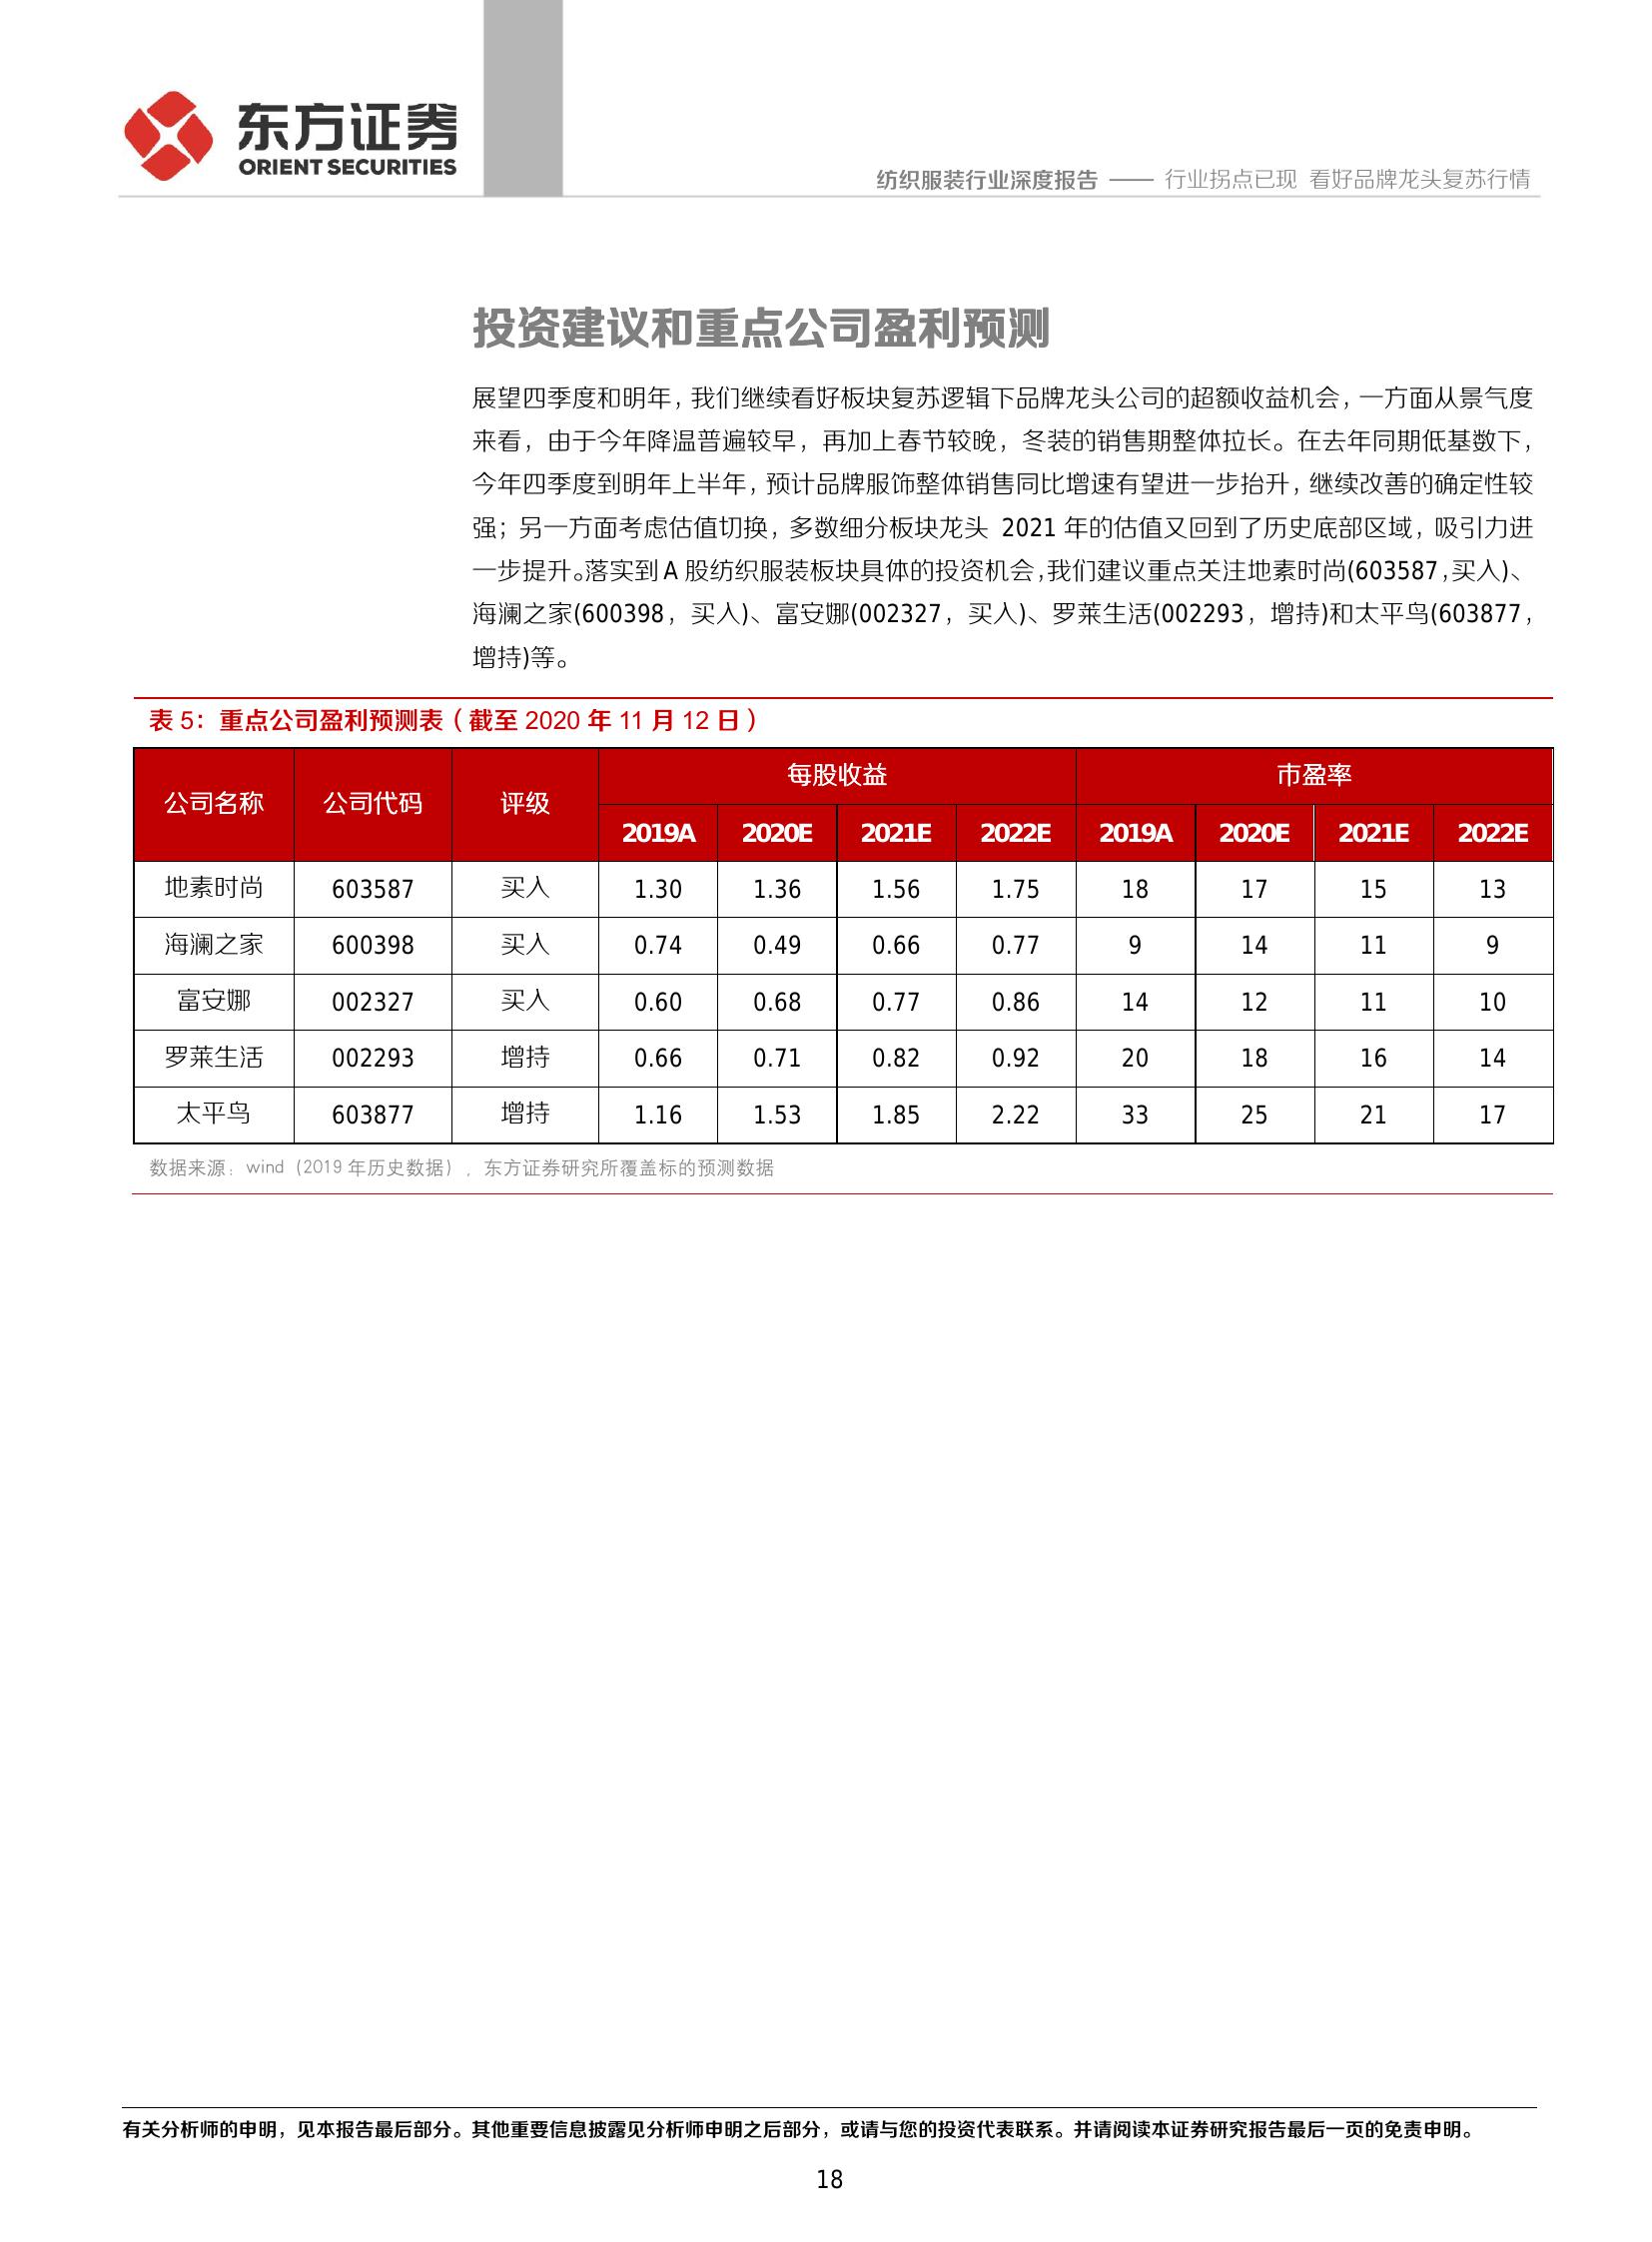 东方证券
ORIENT SECURITIES
纺织服装行业深度报告 —— 行业拐点已现 看好品牌龙头复苏行情
投资建议和重点公司盈利预测
展望四季度和明年，我们继续看好板块复苏逻辑下品牌龙头公司的超额收益机会，一方面从景气度
来看，由于今年降温普遍较早，再加上春节较晚，冬装的销售期整体拉长。在去年同期低基数下，
今年四季度到明年上半年，预计品牌服饰整体销售同比增速有望进一步抬升，继续改善的确定性较
强；另一方面考虑估值切换，多数细分板块龙头 2021 年的估值又回到了历史底部区域，吸引力进
一步提升。落实到 A 股纺织服装板块具体的投资机会，我们建议重点关注地素时尚(603587，买入)、
海澜之家(600398，买入)、富安娜(002327，买入)、罗莱生活(002293，增持)和太平鸟(603877，
增持)等。
表 5：重点公司盈利预测表（截至 2020 年 11 月 12 日）
公司名称 公司代码 评级 每股收益 市盈率
2019A 2020E 2021E 2022E 2019A 2020E 2021E 2022E
地素时尚 603587 买入 1.30 1.36 1.56 1.75 18 17 15 13
海澜之家 600398 买入 0.74 0.49 0.66 0.77 9 14 11 9
富安娜 002327 买入 0.60 0.68 0.77 0.86 14 12 11 10
罗莱生活 002293 增持 0.66 0.71 0.82 0.92 20 18 16 14
太平鸟 603877 增持 1.16 1.53 1.85 2.22 33 25 21 17
数据来源：wind（2019 年历史数据），东方证券研究所覆盖标的预测数据
有关分析师的申明，见本报告最后部分。其他重要信息披露见分析师申明之后部分，或请与您的投资代表联系。并请阅读本证券研究报告最后一页的免责申明。
18